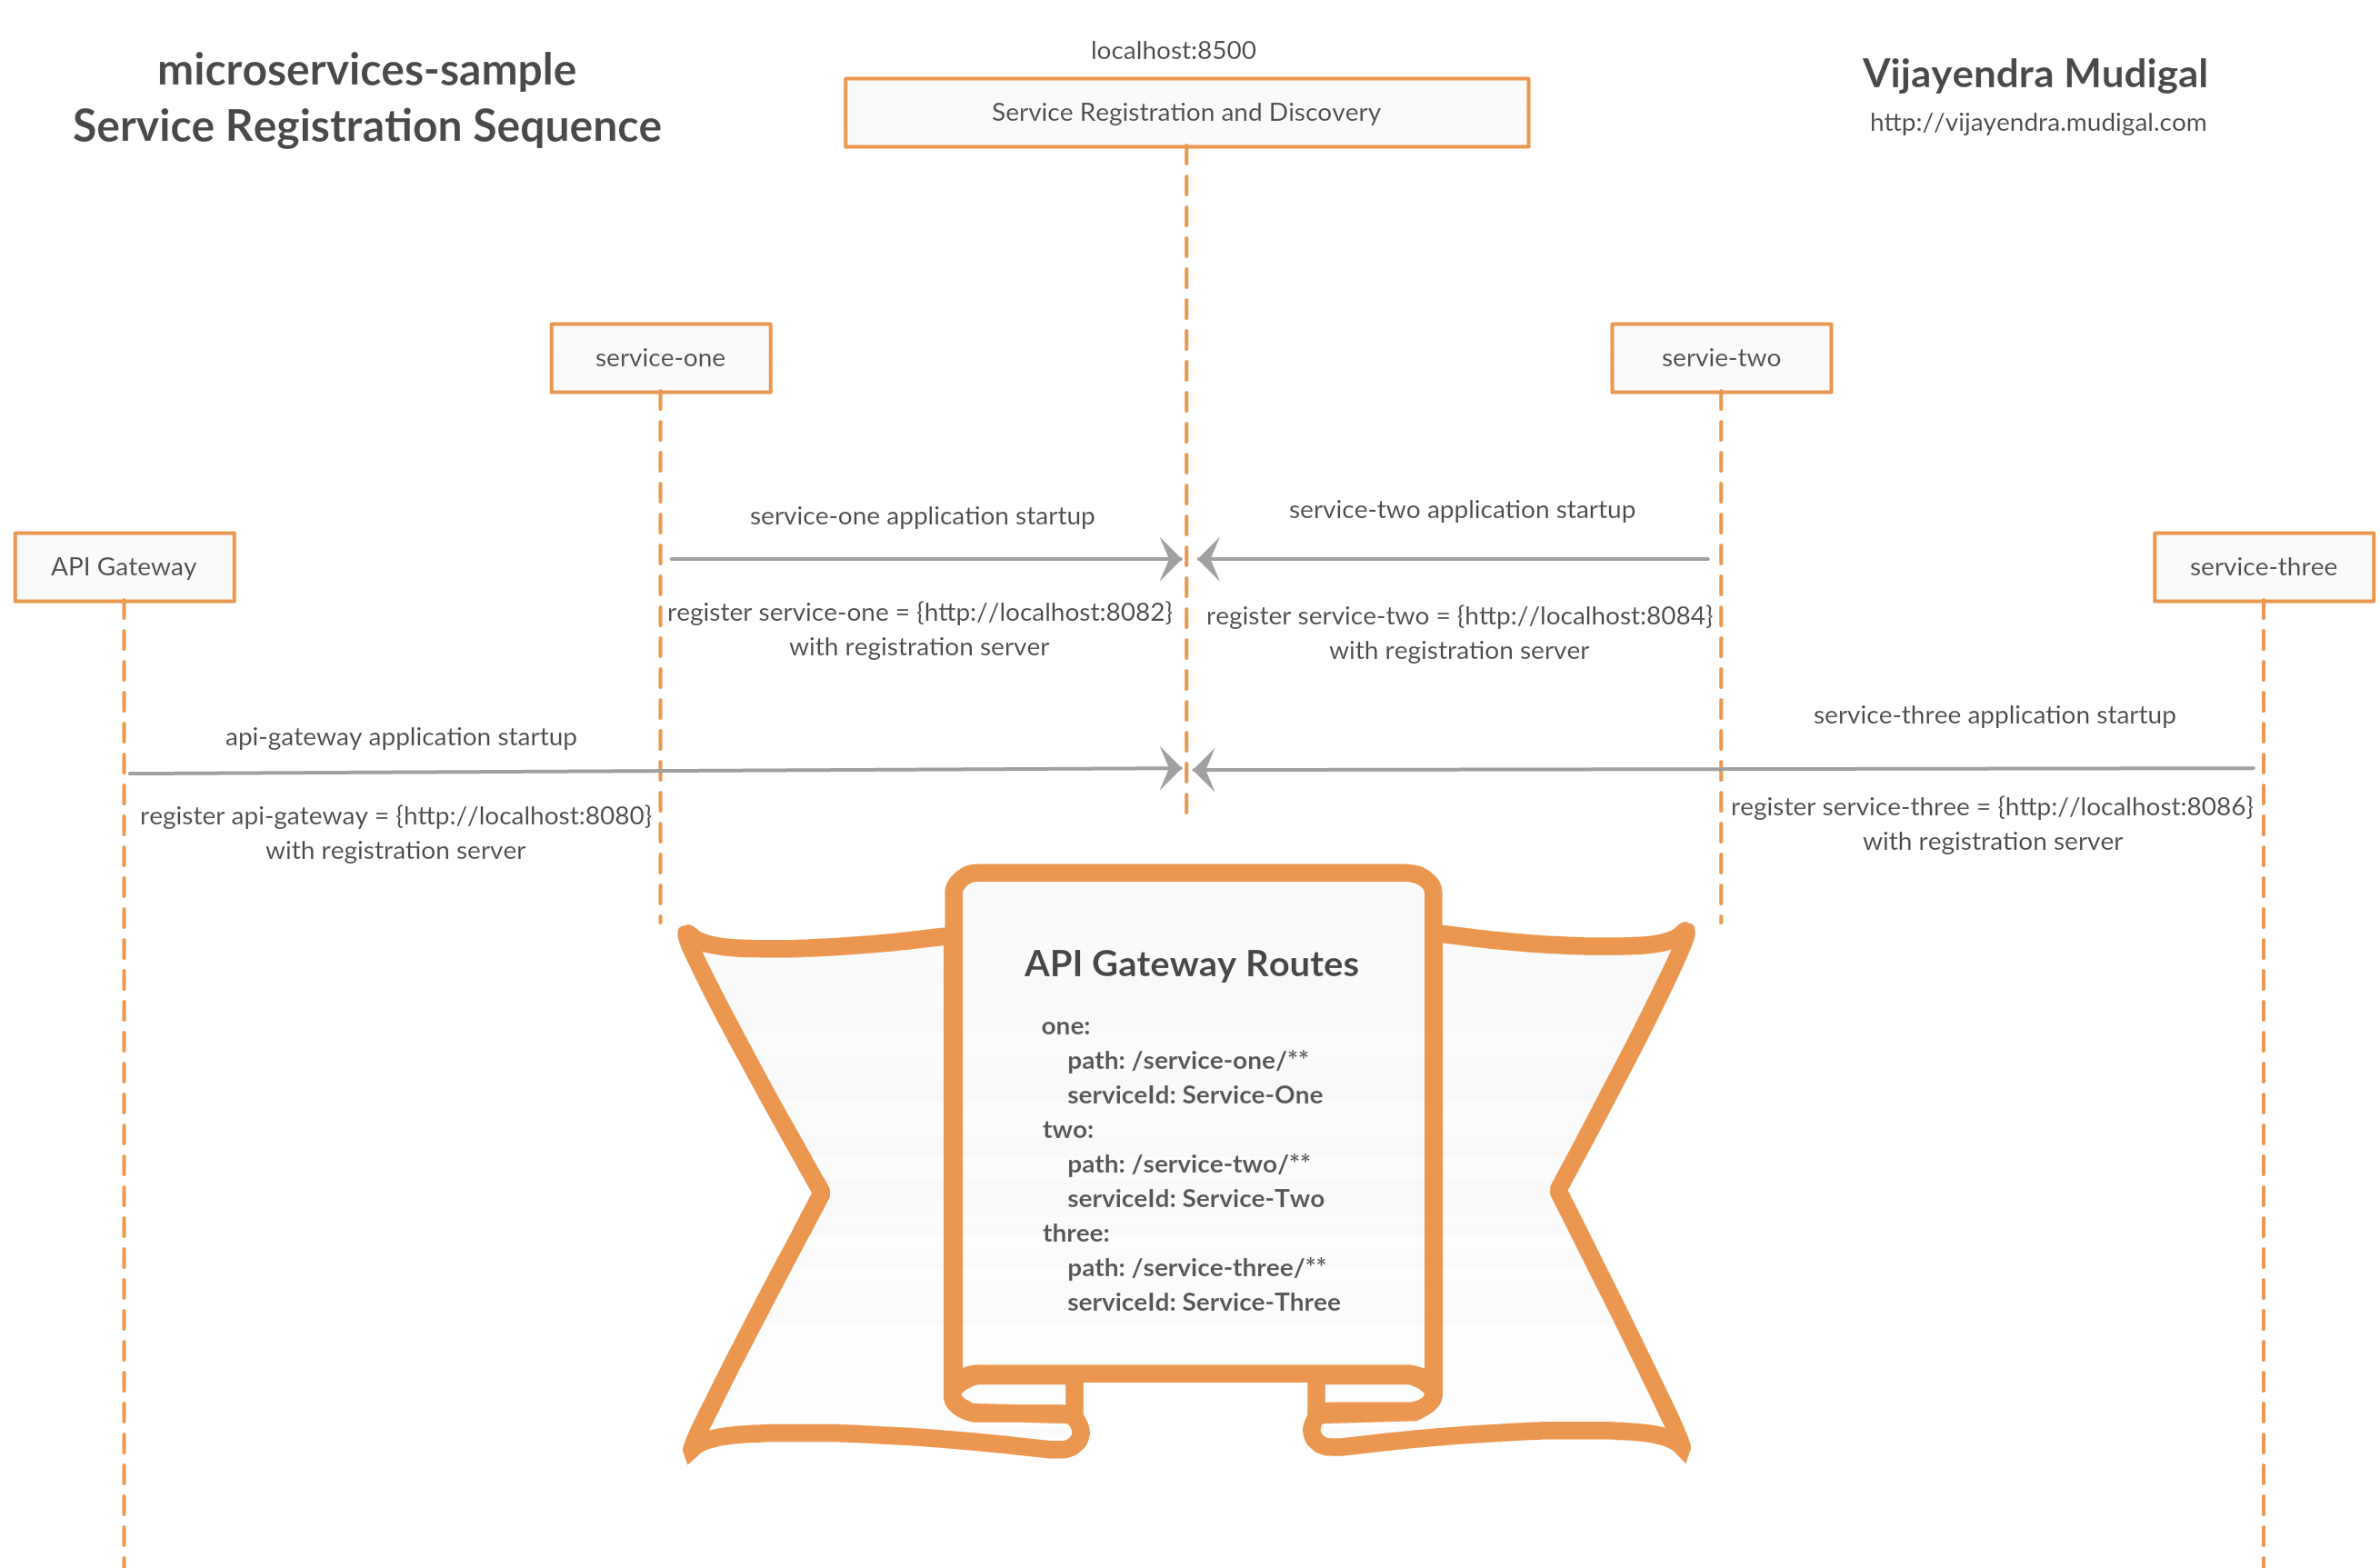 microservices-sample
Service Registration Sequence
localhost:8500
Service Registration and Discovery
Vijayendra Mudigal
http://vijayendra.mudigal.com
service-one
servie-two
service-one application startup
service-two application startup
API Gateway
service-three
register service-one = {http://localhost:8082}
with registration server
register service-two = {http://localhost:8084}
with registration server
api-gateway application startup
service-three application startup
register api-gateway = {http://localhost:8080}
with registration server
register service-three = {http://localhost:8086}
with registration server
API Gateway Routes
one:
path: /service-one/**
serviceId: Service-One
two:
path: /service-two/**
serviceId: Service-Two
three:
path: /service-three/**
serviceId: Service-Three